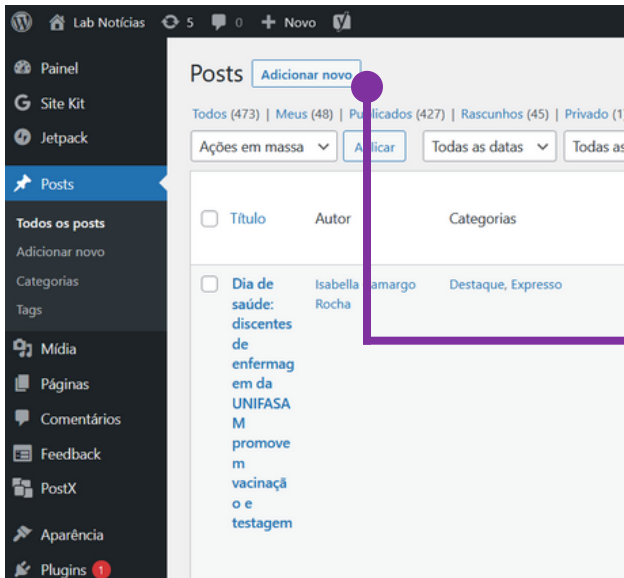 Lab Notícias 5 0 Novo
Painel
Site Kit
Jetpack
Posts
Todos os posts
Adicionar novo
Categorias
Tags
Mídia
Páginas
Comentários
Feedback
PostX
Aparência
Plugins 1
Posts Adicionar novo
Todos (473) | Meus (48) | Publicados (427) | Rascunhos (45) | Privado (1)
Ações em massa Aplicar Todas as datas Todas as
Título Autor Categorias
Dia de
saúde:
discentes
de
enfermag
em da
UNIFASA
M
promove
m
vacinaçã
o e
testagem
Isabella Camargo
Rocha
Destaque, Expresso